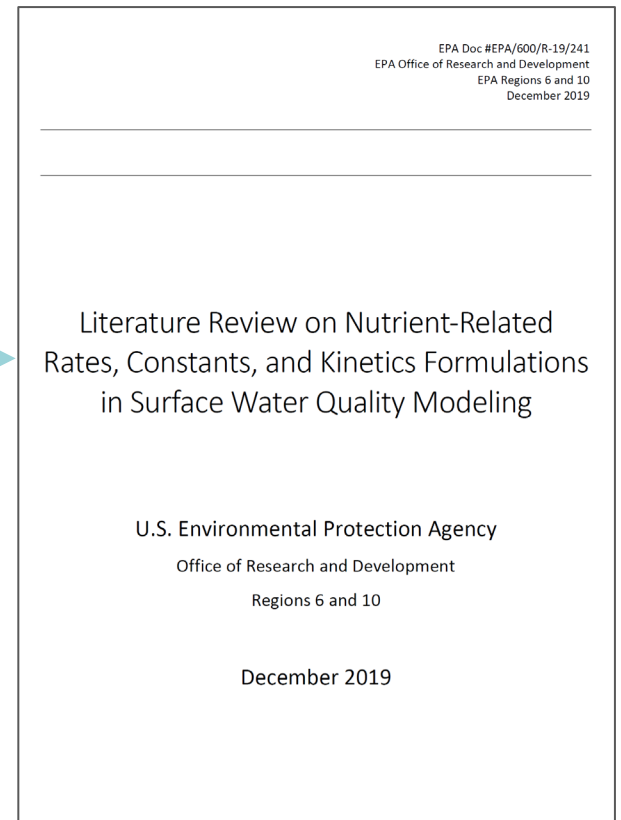 EPA Doc #EPA/600/R-19/241
EPA Office of Research and Development
EPA Regions 6 and 10
December 2019
Literature Review on Nutrient-Related
Rates, Constants, and Kinetics Formulations
in Surface Water Quality Modeling
U.S. Environmental Protection Agency
Office of Research and Development
Regions 6 and 10
December 2019